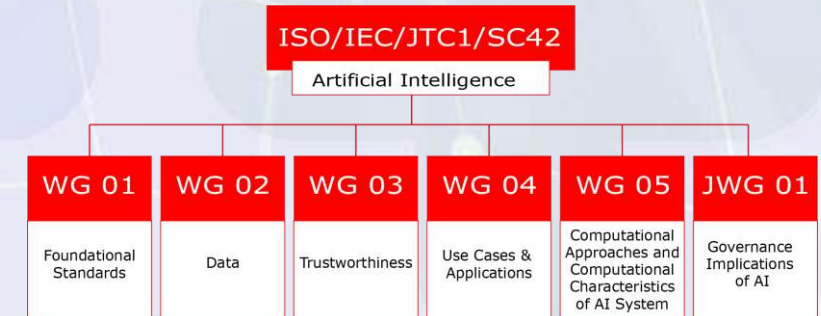 ISO/IEC/JTC1/SC42
Artificial Intelligence
WG 01
Foundational
Standards
WG 02
Data
WG 03
Trustworthiness
WG 04
Use Cases &
Applications
WG 05
Computational
Approaches and
Computational
Characteristics
of AI System
JWG 01
Governance
Implications
of AI